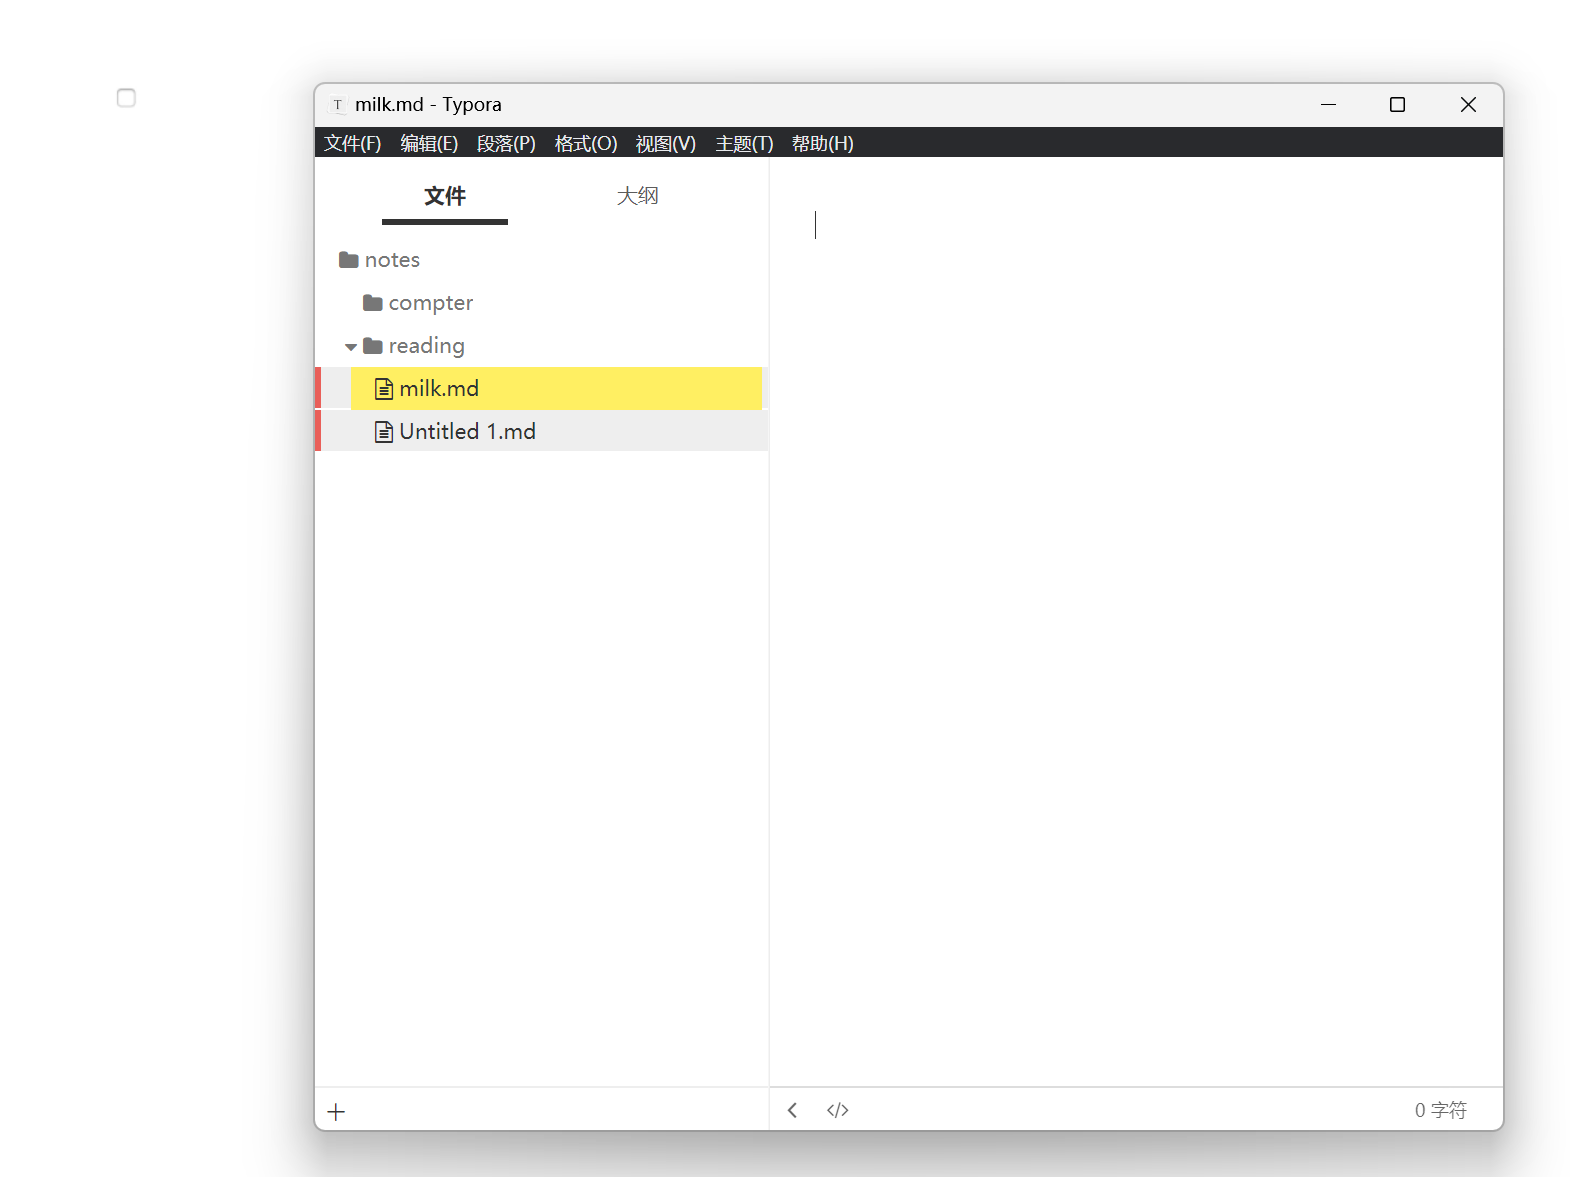 T milk.md - Typora
文件(F) 编辑(E) 段落(P) 格式(O) 视图(V) 主题(T) 帮助(H)
文件 大纲
notes
compter
reading
milk.md
Untitled 1.md
</> 0 字符